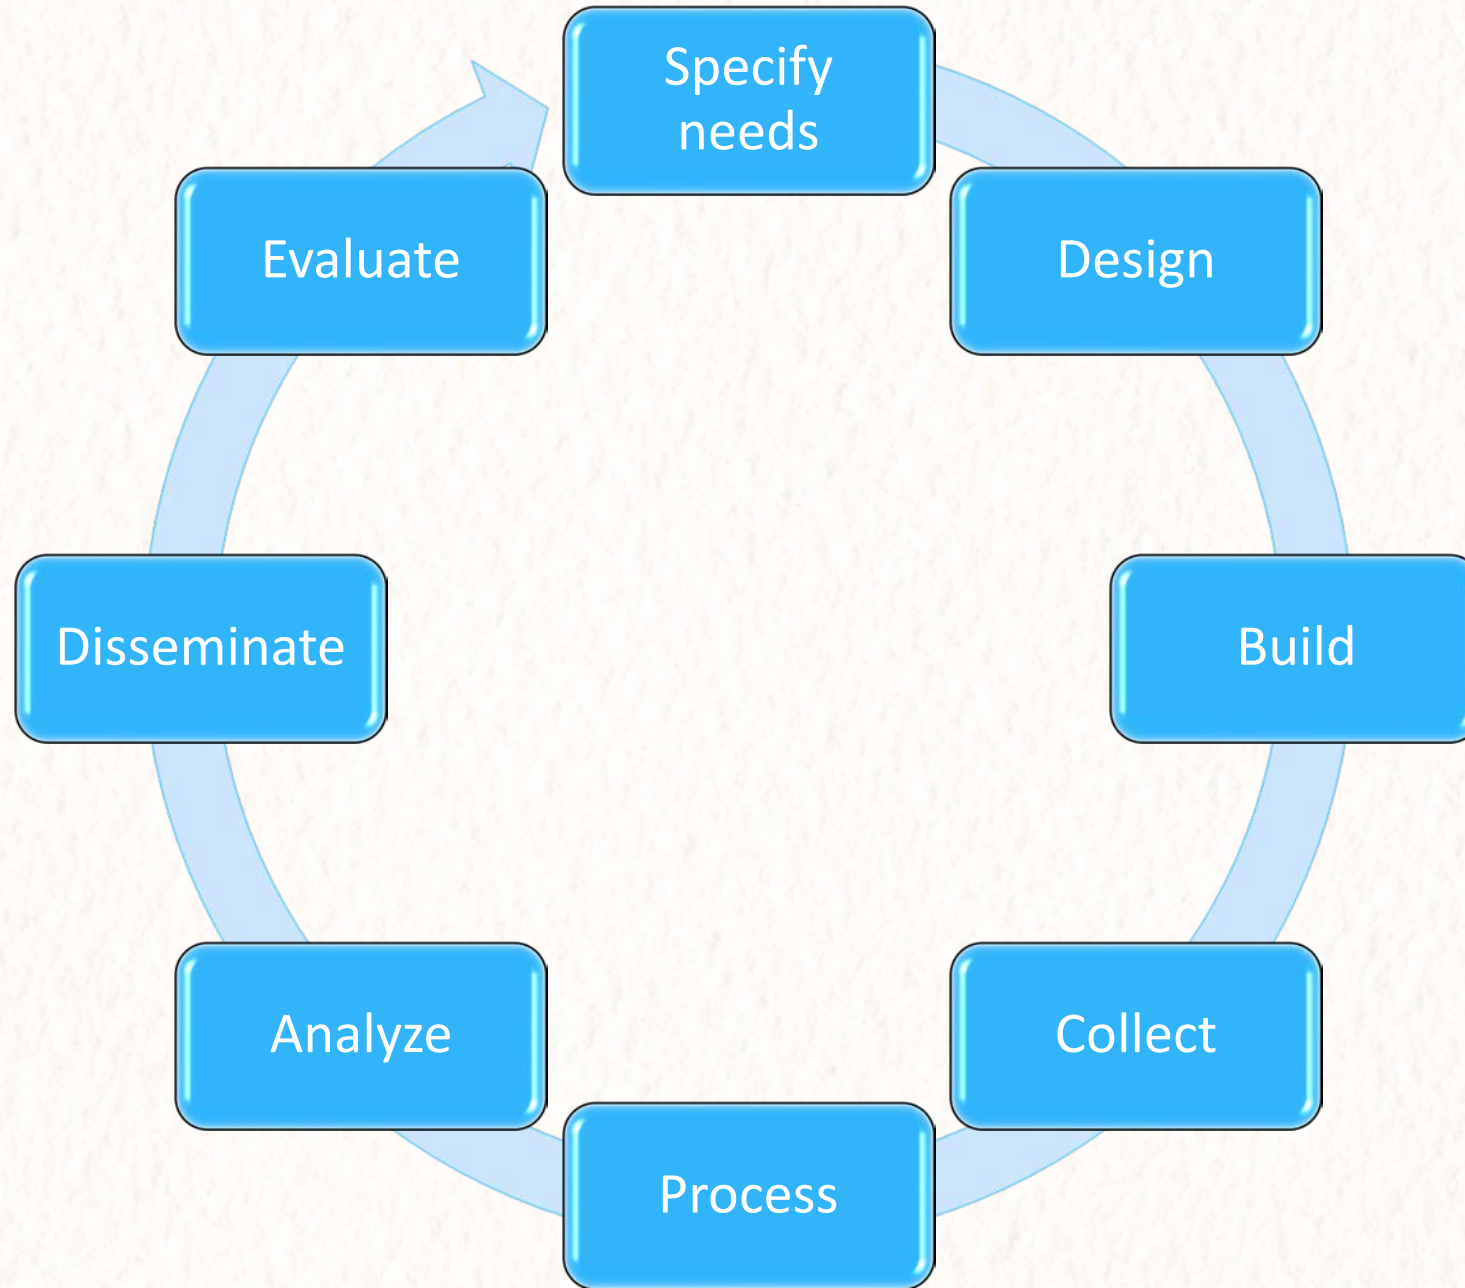 Specify
needs
Design
Build
Collect
Process
Analyze
Disseminate
Evaluate